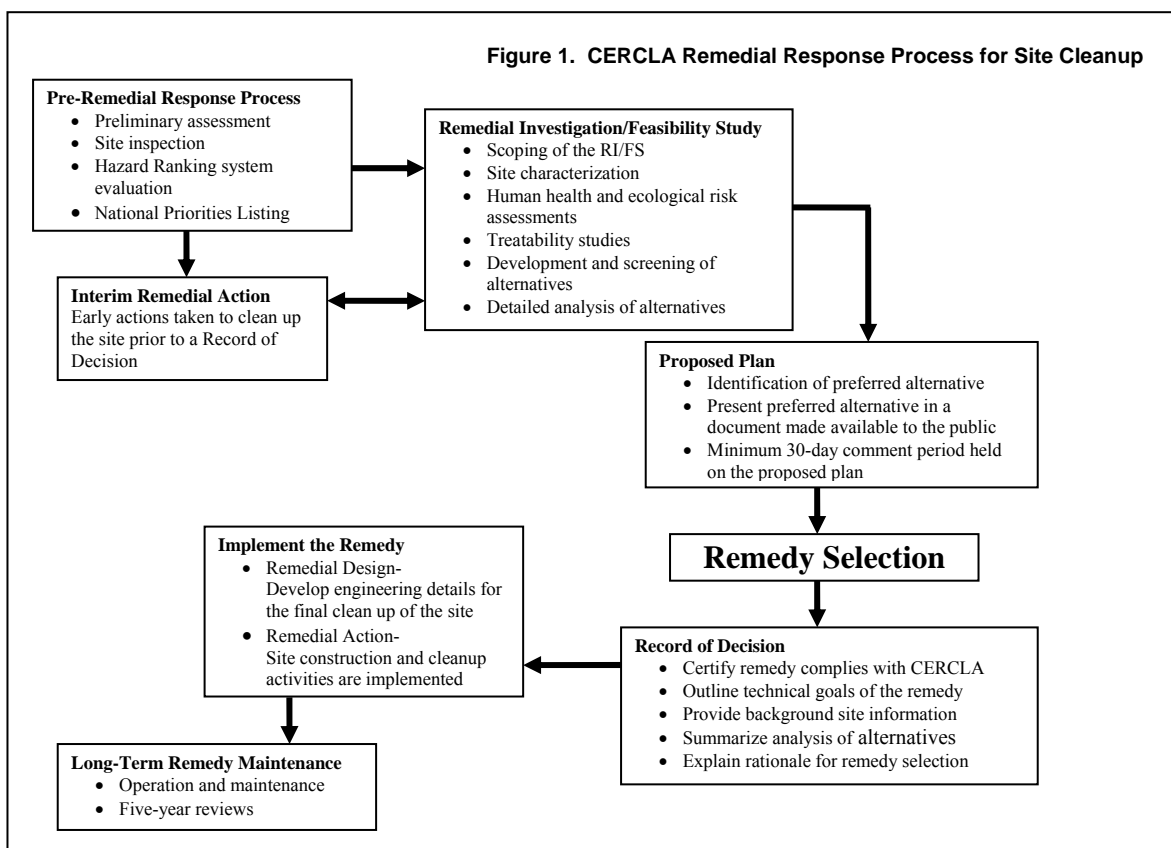 Figure 1. CERCLA Remedial Response Process for Site Cleanup
Pre-Remedial Response Process
• Preliminary assessment
• Site inspection
• Hazard Ranking system
evaluation
• National Priorities Listing
Remedial Investigation/Feasibility Study
• Scoping of the RI/FS
• Site characterization
• Human health and ecological risk
assessments
• Treatability studies
• Development and screening of
alternatives
• Detailed analysis of alternatives
Interim Remedial Action
Early actions taken to clean up
the site prior to a Record of
Decision
Proposed Plan
• Identification of preferred alternative
• Present preferred alternative in a
document made available to the public
• Minimum 30-day comment period held
on the proposed plan
Remedy Selection
Record of Decision
• Certify remedy complies with CERCLA
• Outline technical goals of the remedy
• Provide background site information
• Summarize analysis of alternatives
• Explain rationale for remedy selection
Implement the Remedy
• Remedial Design-
Develop engineering details for
the final clean up of the site
• Remedial Action-
Site construction and cleanup
activities are implemented
Long-Term Remedy Maintenance
• Operation and maintenance
• Five-year reviews